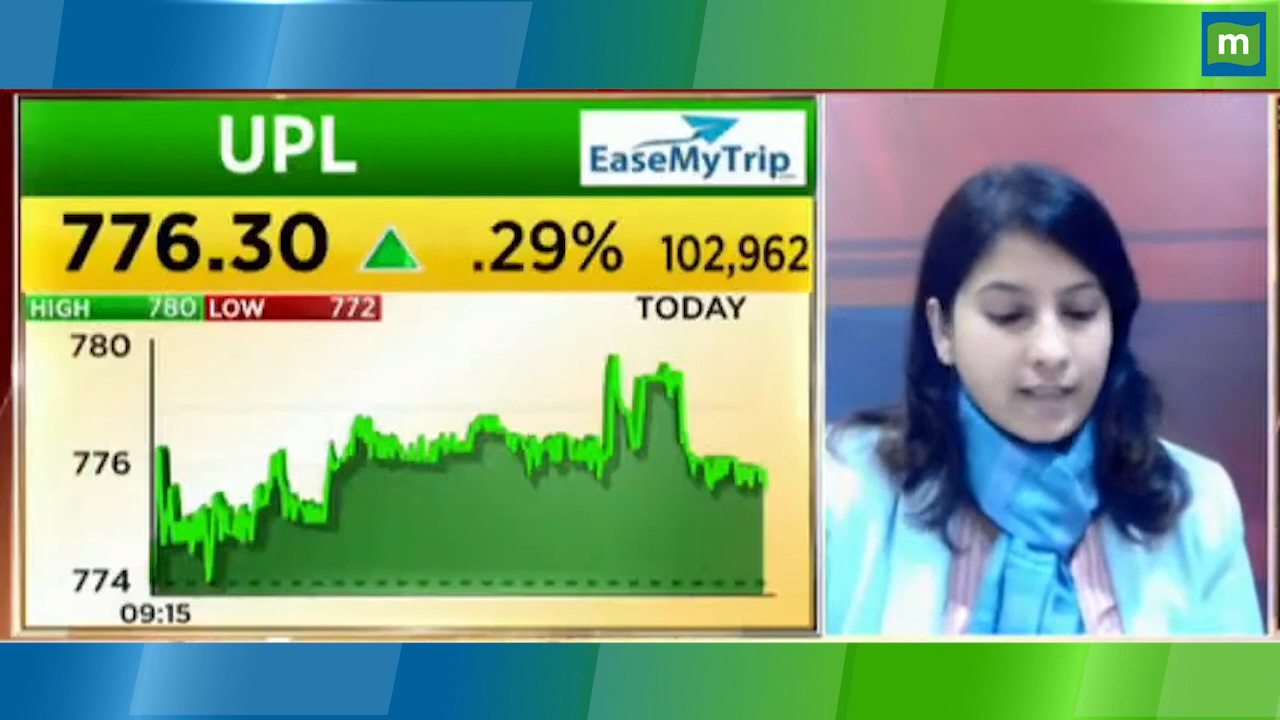 m
UPL
EaseMyTrip
776.30 .29% 102,962
HIGH 780 LOW 772 TODAY
780
776
774
09:15